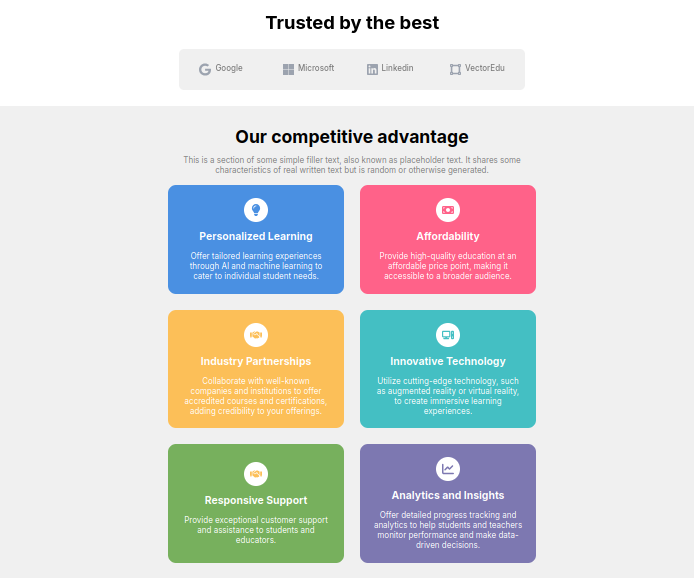 Trusted by the best
Google
Microsoft
Linkedin
VectorEdu
Our competitive advantage
This is a section of some simple filler text, also known as placeholder text. It shares some
characteristics of real written text but is random or otherwise generated.
Personalized Learning
Offer tailored learning experiences
through AI and machine learning to
cater to individual student needs.
Affordability
Provide high-quality education at an
affordable price point, making it
accessible to a broader audience.
Industry Partnerships
Collaborate with well-known
companies and institutions to offer
accredited courses and certifications,
adding credibility to your offerings.
Innovative Technology
Utilize cutting-edge technology, such
as augmented reality or virtual reality,
to create immersive learning
experiences.
Responsive Support
Provide exceptional customer support
and assistance to students and
educators.
Analytics and Insights
Offer detailed progress tracking and
analytics to help students and teachers
monitor performance and make data-
driven decisions.